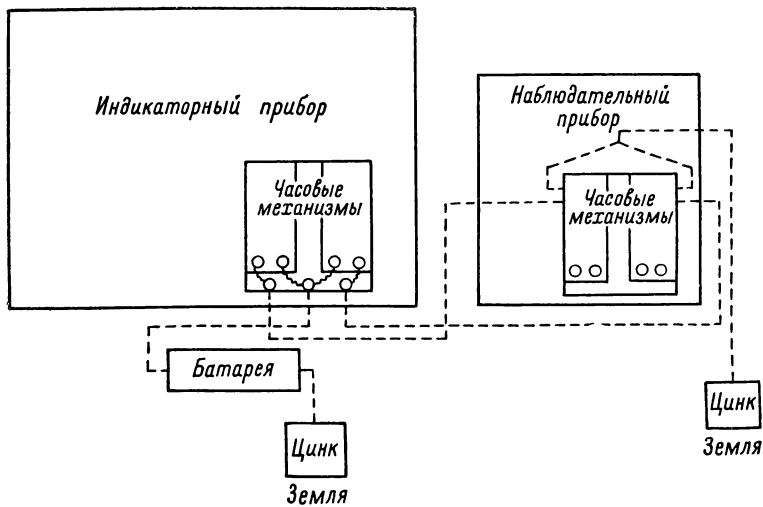 Индикаторный прибор
Часовые
механизмы
Наблюдательный
прибор
Часовые
механизмы
Батарея
Цинк
Земля
Цинк
Земля